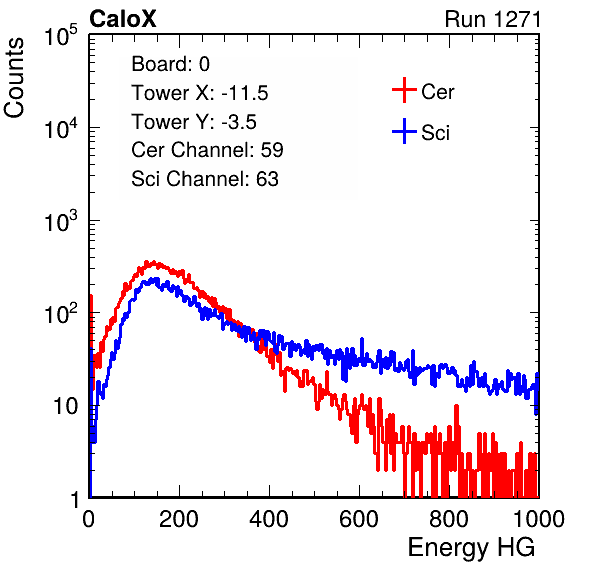 CaloX Run 1271
Counts
10^5
10^4
10^3
10^2
10
1
Board: 0
Tower X: -11.5
Tower Y: -3.5
Cer Channel: 59
Sci Channel: 63
Cer
Sci
0 200 400 600 800 1000
Energy HG